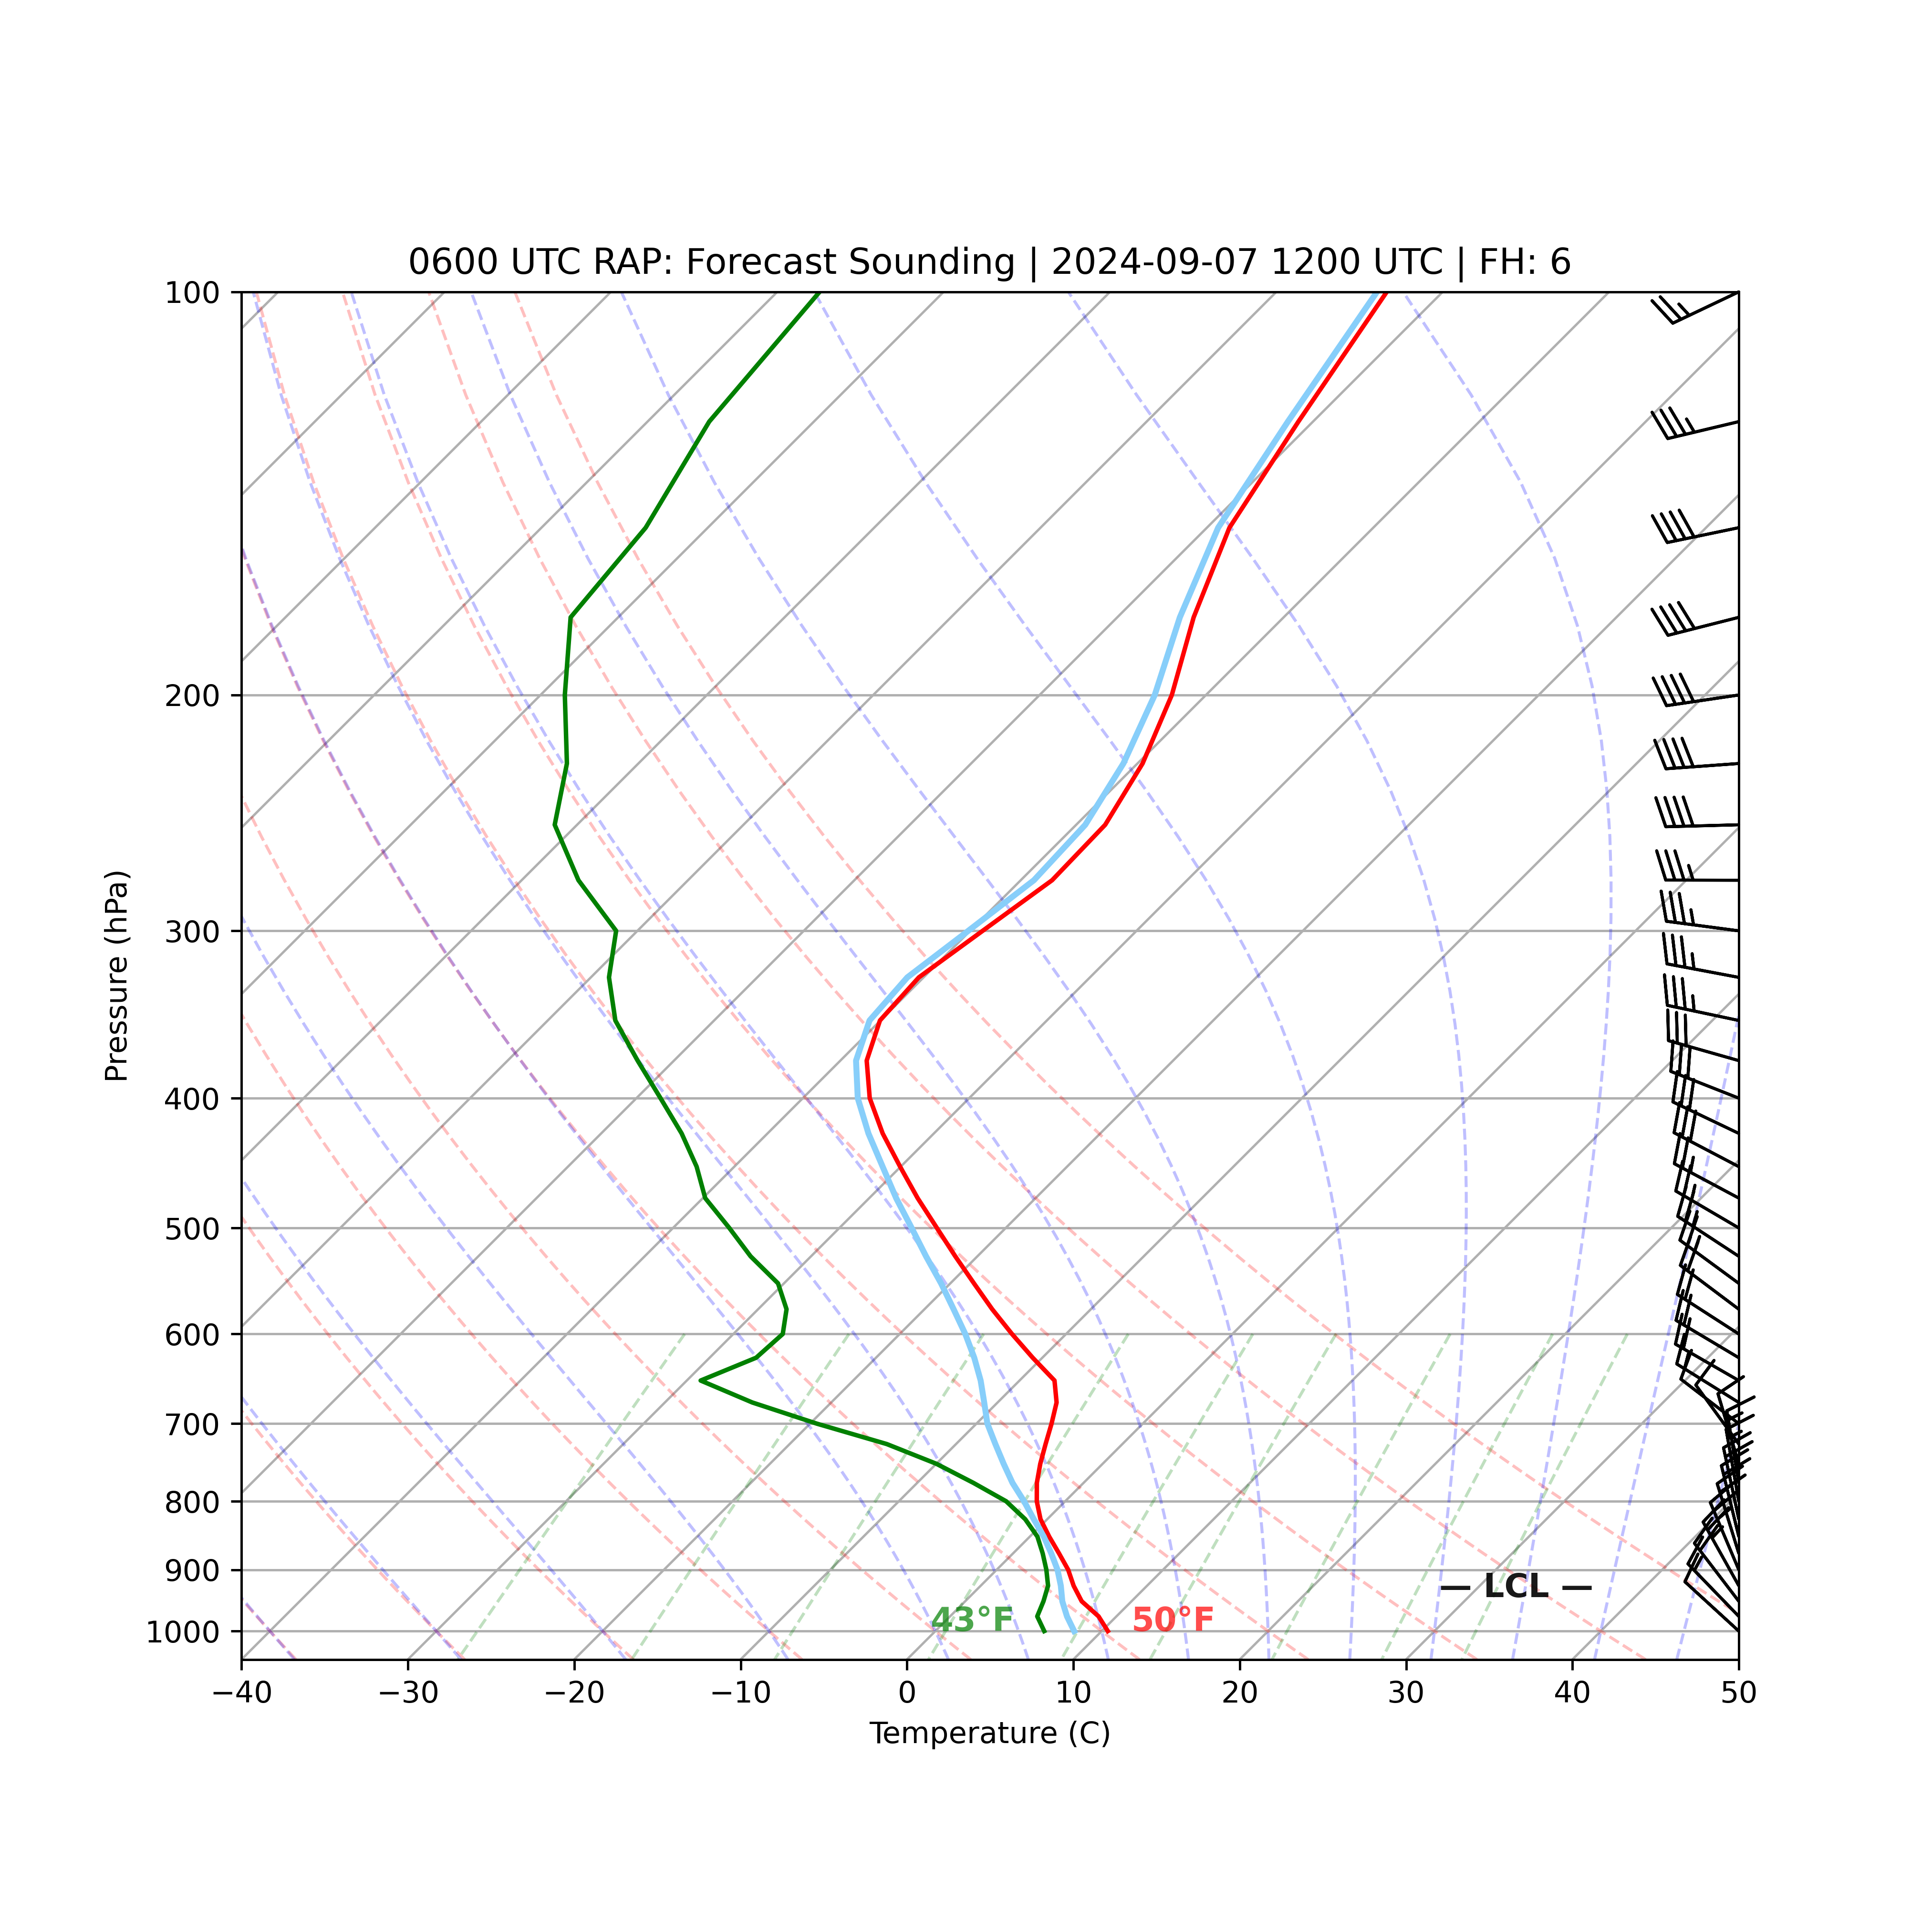 0600 UTC RAP: Forecast Sounding | 2024-09-07 1200 UTC | FH: 6
100
200
300
400
500
600
700
800
900
1000
Pressure (hPa)
— LCL —
43°F
50°F
−40 −30 −20 −10 0 10 20 30 40 50
Temperature (C)